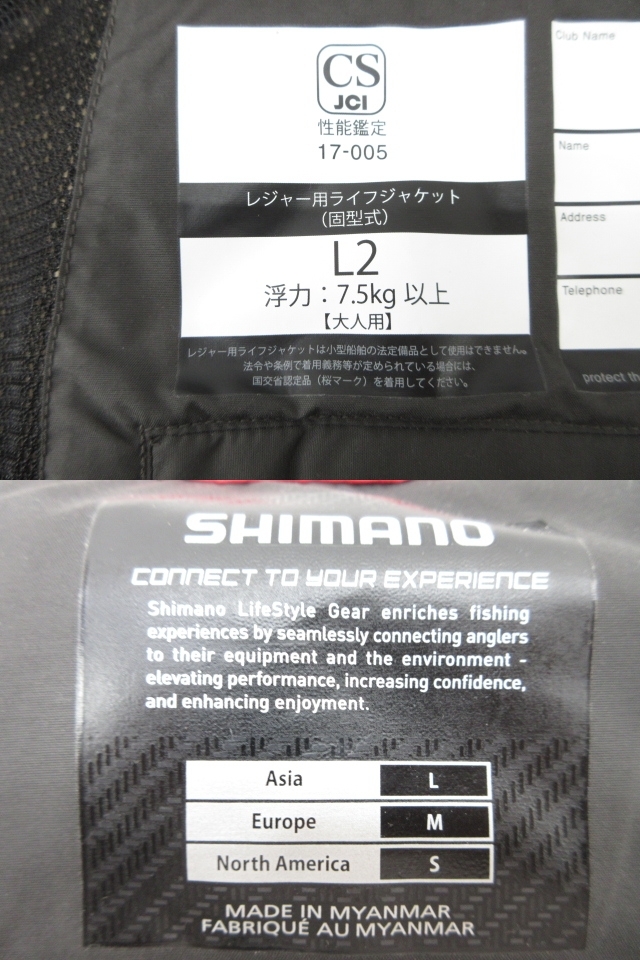 CS
JCI
性能鑑定
17-005
レジャー用ライフジャケット
（固型式）
L2
浮力：7.5kg 以上
【大人用】
レジャー用ライフジャケットは小型船舶の法定備品として使用はできません。
法令や条例で着用義務等が定められている場合には、
国交省認定品（桜マーク）を着用してください。
Club Name
Name
Address
Telephone
protect th
SHIMANO
CONNECT TO YOUR EXPERIENCE
Shimano LifeStyle Gear enriches fishing
experiences by seamlessly connecting anglers
to their equipment and the environment -
elevating performance, increasing confidence,
and enhancing enjoyment.
Asia L
Europe M
North America S
MADE IN MYANMAR
FABRIQUÉ AU MYANMAR